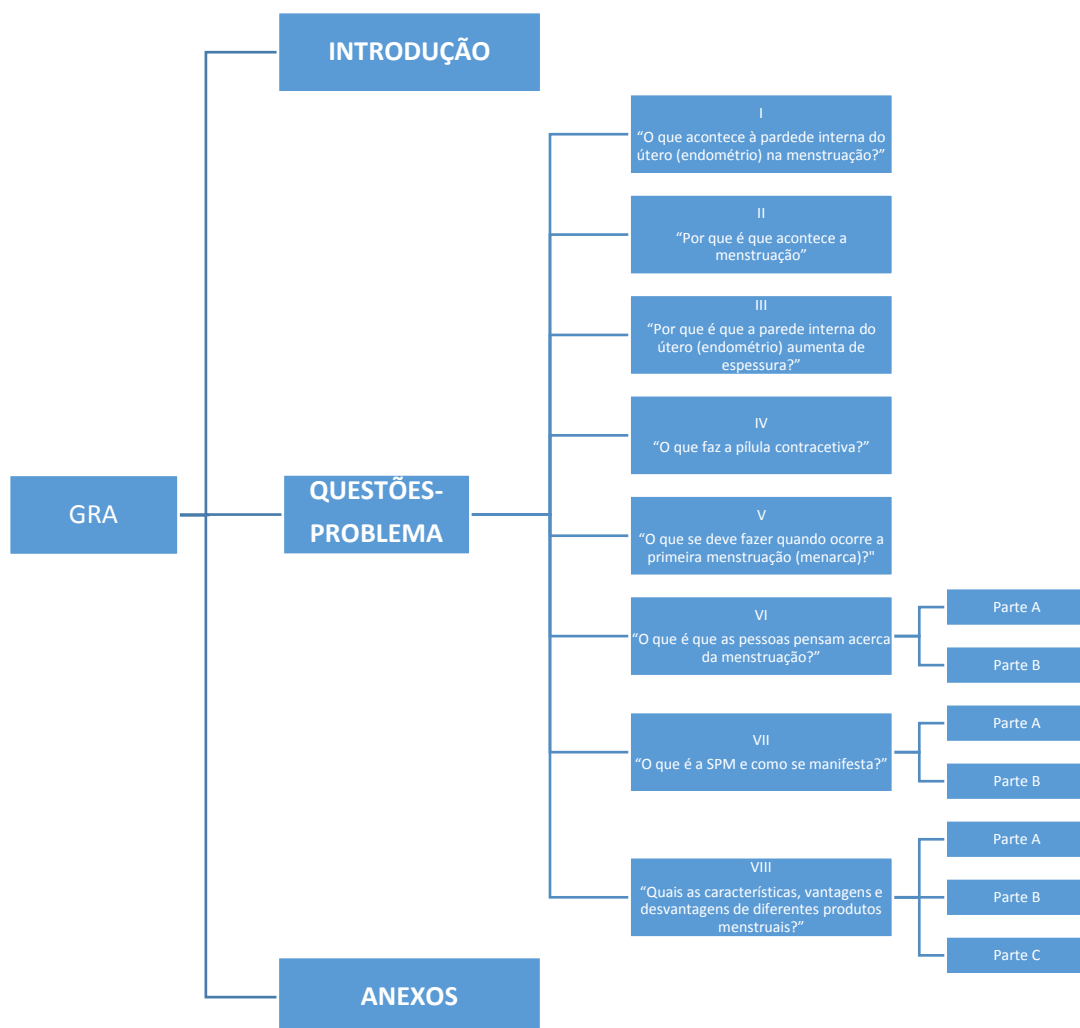 INTRODUÇÃO
I
“O que acontece à pardede interna do
útero (endométrio) na menstruação?”
II
“Por que é que acontece a
menstruação”
III
“Por que é que a parede interna do
útero (endométrio) aumenta de
espessura?”
IV
“O que faz a pílula contracetiva?”
GRA
QUESTÕES-
PROBLEMA
V
“O que se deve fazer quando ocorre a
primeira menstruação (menarca)?"
VI
“O que é que as pessoas pensam acerca
da menstruação?”
Parte A
Parte B
VII
“O que é a SPM e como se manifesta?”
Parte A
Parte B
VIII
“Quais as características, vantagens e
desvantagens de diferentes produtos
menstruais?”
Parte A
Parte B
Parte C
ANEXOS